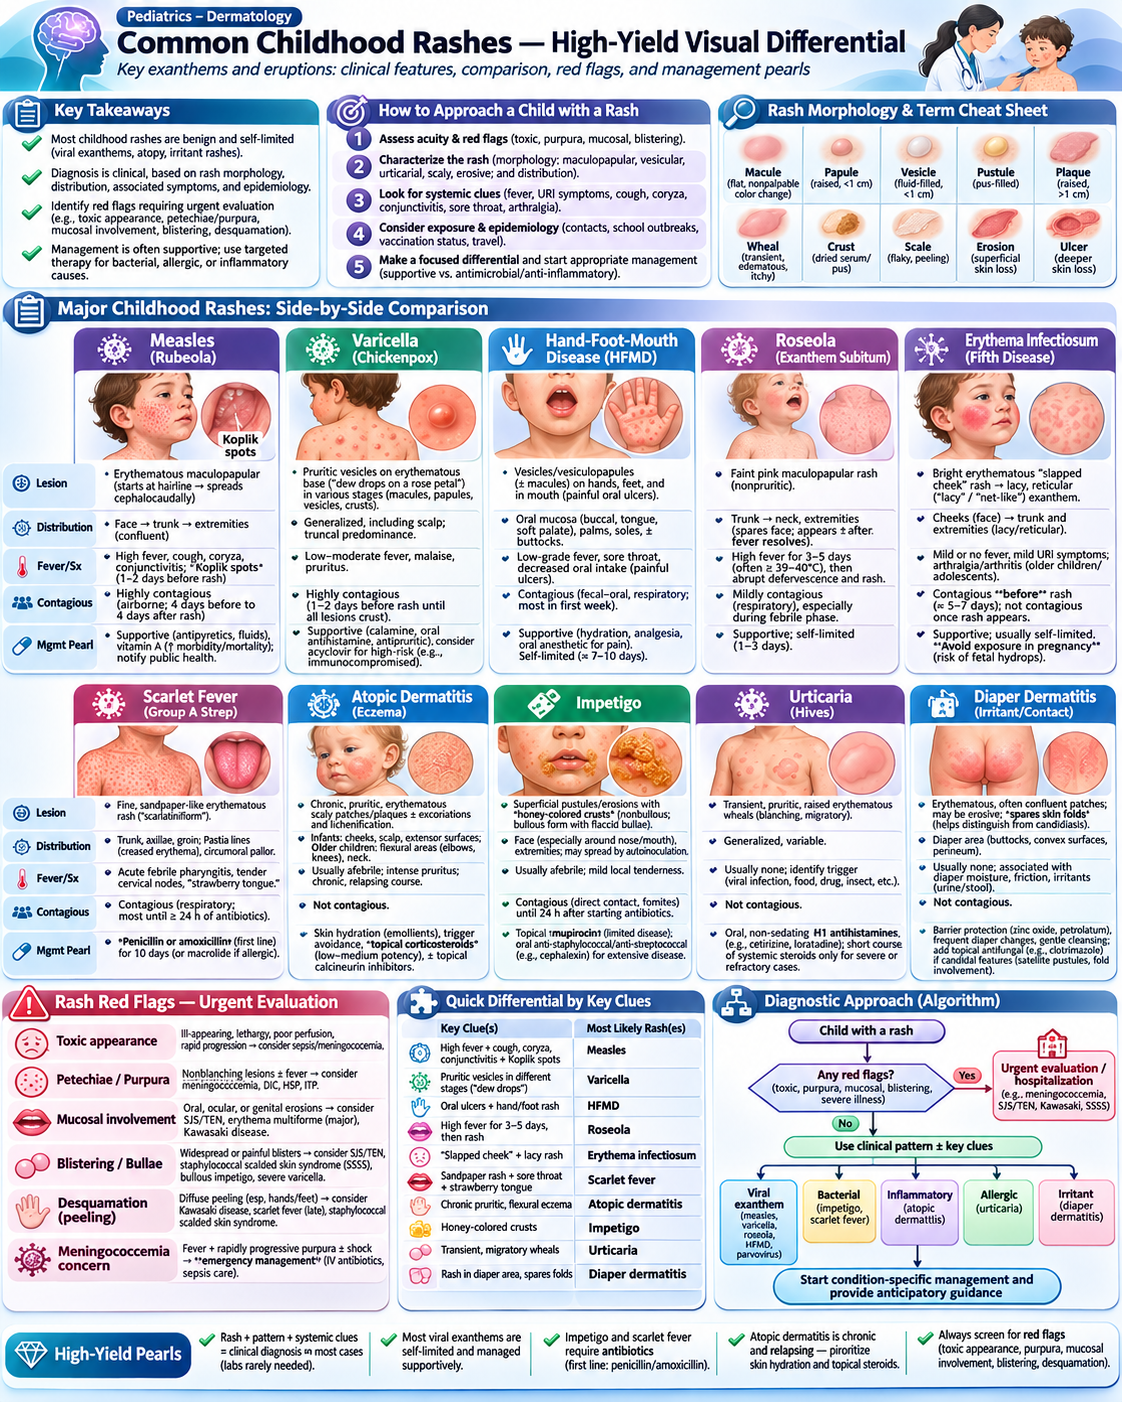 Pediatrics – Dermatology
Common Childhood Rashes — High-Yield Visual Differential
Key exanthems and eruptions: clinical features, comparison, red flags, and management pearls
Key Takeaways
Most childhood rashes are benign and self-limited
(viral exanthems, atopy, irritant rashes).
Diagnosis is clinical, based on rash morphology,
distribution, associated symptoms, and epidemiology.
Identify red flags requiring urgent evaluation
(e.g., toxic appearance, petechiae/purpura,
mucosal involvement, blistering, desquamation).
Management is often supportive; use targeted
therapy for bacterial, allergic, or inflammatory
causes.
How to Approach a Child with a Rash
1 Assess acuity & red flags (toxic, purpura, mucosal, blistering).
2 Characterize the rash (morphology: maculopapular, vesicular,
urticarial, scaly, erosive; and distribution).
3 Look for systemic clues (fever, URI symptoms, cough, coryza,
conjunctivitis, sore throat, arthralgia).
4 Consider exposure & epidemiology (contacts, school outbreaks,
vaccination status, travel).
5 Make a focused differential and start appropriate management
(supportive vs. antimicrobial/anti-inflammatory).
Rash Morphology & Term Cheat Sheet
Macule
(flat, nonpalpable
color change)
Papule
(raised, <1 cm)
Vesicle
(fluid-filled,
<1 cm)
Pustule
(pus-filled)
Plaque
(raised,
>1 cm)
Wheal
(transient,
edematous,
itchy)
Crust
(dried serum/
pus)
Scale
(flaky, peeling)
Erosion
(superficial
skin loss)
Ulcer
(deeper
skin loss)
Major Childhood Rashes: Side-by-Side Comparison
Measles
(Rubeola)
Varicella
(Chickenpox)
Hand-Foot-Mouth
Disease (HFMD)
Roseola
(Exanthem Subitum)
Erythema Infectiosum
(Fifth Disease)
Koplik
spots
Lesion
• Erythematous maculopapular
(starts at hairline → spreads
cephalocaudally)
• Pruritic vesicles on erythematous
base ("dew drops on a rose petal")
in various stages (macules, papules,
vesicles, crusts).
• Vesicles/vesiculopapules
(± macules) on hands, feet, and
in mouth (painful oral ulcers).
Faint pink maculopapular rash
(nonpruritic).
Bright erythematous "slapped
cheek" rash → lacy, reticular
("lacy" / "net-like") exanthem.
Distribution
• Face → trunk → extremities
(confluent)
Generalized, including scalp;
truncal predominance.
Oral mucosa (buccal, tongue,
soft palate), palms, soles, ±
buttocks.
Trunk → neck, extremities
(spares face; appears ± after
fever resolves).
Cheeks (face) → trunk and
extremities (lacy/reticular).
Fever/Sx
• High fever, cough, coryza,
conjunctivitis; *Koplik spots*
(1–2 days before rash)
Low–moderate fever, malaise,
pruritus.
Low-grade fever, sore throat,
decreased oral intake (painful
ulcers).
High fever for 3–5 days
(often ≥ 39–40°C), then
abrupt defervescence and rash.
Mild or no fever, mild URI symptoms;
arthralgia/arthritis (older children/
adolescents).
Contagious
• Highly contagious
(airborne; 4 days before to
4 days after rash)
Highly contagious
(1–2 days before rash until
all lesions crust).
Contagious (fecal–oral, respiratory;
most in first week).
Mildly contagious
(respiratory), especially
during febrile phase.
Contagious **before** rash
(≈ 5–7 days); not contagious
once rash appears.
Mgmt Pearl
• Supportive (antipyretics, fluids),
vitamin A (↑ morbidity/mortality);
notify public health.
Supportive (calamine, oral
antihistamine, antipruritic), consider
acyclovir for high-risk (e.g.,
immunocompromised).
Supportive (hydration, analgesia,
oral anesthetic for pain).
Self-limited (≈ 7–10 days).
Supportive; self-limited
(1–3 days).
Supportive; usually self-limited.
**Avoid exposure in pregnancy**
(risk of fetal hydrops).
Scarlet Fever
(Group A Strep)
Atopic Dermatitis
(Eczema)
Impetigo
Urticaria
(Hives)
Diaper Dermatitis
(Irritant/Contact)
Lesion
Fine, sandpaper-like erythematous
rash ("scarlatiniform").
Chronic, pruritic, erythematous
scaly patches/plaques ± excoriations
and lichenification.
Superficial pustules/erosions with
*honey-colored crusts* (nonbullous;
bullous form with flaccid bullae).
Transient, pruritic, raised erythematous
wheals (blanching, migratory).
Erythematous, often confluent patches;
may be erosive; *spares skin folds*
(helps distinguish from candidiasis).
Distribution
Trunk, axillae, groin; Pastia lines
(creased erythema), circumoral pallor.
Infants: cheeks, scalp, extensor surfaces;
Older children: flexural areas (elbows,
knees), neck.
Face (especially around nose/mouth),
extremities; may spread by autoinoculation.
Generalized, variable.
Diaper area (buttocks, convex surfaces,
perineum).
Fever/Sx
Acute febrile pharyngitis, tender
cervical nodes, "strawberry tongue."
Usually afebrile; intense pruritus;
chronic, relapsing course.
Usually afebrile; mild local tenderness.
Usually none; identify trigger
(viral infection, food, drug, insect, etc.).
Usually none; associated with
diaper moisture, friction, irritants
(urine/stool).
Contagious
Contagious (respiratory;
most until ≥ 24 h of antibiotics).
Not contagious.
Contagious (direct contact, fomites)
until 24 h after starting antibiotics.
Not contagious.
Not contagious.
Mgmt Pearl
*Penicillin or amoxicillin† (first line)
for 10 days (or macrolide if allergic).
Skin hydration (emollients), trigger
avoidance, *topical corticosteroids*
(low–medium potency), ± topical
calcineurin inhibitors.
Topical †mupirocin† (limited disease);
oral anti-staphylococcal/anti-streptococcal
(e.g., cephalexin) for extensive disease.
Oral, non-sedating H1 antihistamines,
(e.g., cetirizine, loratadine); short course
of systemic steroids only for severe or
refractory cases.
Barrier protection (zinc oxide, petrolatum),
frequent diaper changes, gentle cleansing;
add topical antifungal (e.g., clotrimazole)
if candidal features (satellite pustules, fold
involvement).
Rash Red Flags — Urgent Evaluation
Toxic appearance
Ill-appearing, lethargy, poor perfusion,
rapid progression → consider sepsis/meningococcemia.
Petechiae / Purpura
Nonblanching lesions ± fever → consider
meningoccccemia, DIC, HSP, ITP.
Mucosal involvement
Oral, ocular, or genital erosions → consider
SJS/TEN, erythema multiforme (major),
Kawasaki disease.
Blistering / Bullae
Widespread or painful blisters → consider SJS/TEN,
staphylococcal scalded skin syndrome (SSSS),
bullous impetigo, severe varicella.
Desquamation
(peeling)
Diffuse peeling (esp, hands/feet) → consider
Kawasaki disease, scarlet fever (late), staphylococcal
scalded skin syndrome.
Meningococcemia
concern
Fever + rapidly progressive purpura ± shock
→ **emergency management* (IV antibiotics,
sepsis care).
Quick Differential by Key Clues
Key Clue(s)
Most Likely Rash(es)
High fever + cough, coryza,
conjunctivitis + Koplik spots
Measles
Pruritic vesicles in different
stages ("dew drops")
Varicella
Oral ulcers + hand/foot rash
HFMD
High fever for 3–5 days,
then rash
Roseola
"Slapped cheek" + lacy rash
Erythema infectiosum
Sandpaper rash + sore throat
+ strawberry tongue
Scarlet fever
Chronic pruritic, flexural eczema
Atopic dermatitis
Honey-colored crusts
Impetigo
Transient, migratory wheals
Urticaria
Rash in diaper area, spares folds
Diaper dermatitis
Diagnostic Approach (Algorithm)
Child with a rash
Any red flags?
(toxic, purpura, mucosal, blistering,
severe illness)
Yes
Urgent evaluation /
hospitalization
(e.g., meningococcemia,
SJS/TEN, Kawasaki, SSSS)
No
Use clinical pattern ± key clues
Viral
exanthem
(measles,
varicella,
roseola,
HFMD,
parvovirus)
Bacterial
(impetigo,
scarlet fever)
Inflammatory
(atopic
dermattlis)
Allergic
(urticaria)
Irritant
(diaper
dermatitis)
Start condition-specific management and
provide anticipatory guidance
High-Yield Pearls
Rash + pattern + systemic clues
= clinical diagnosis in most cases
(labs rarely needed).
Most viral exanthems are
self-limited and managed
supportively.
Impetigo and scarlet fever
require antibiotics
(first line: penicillin/amoxicillin).
Atopic dermatitis is chronic
and relapsing — pirioritize
skin hydration and topical steroids.
Always screen for red flags
(toxic appearance, purpura, mucosal
involvement, blistering, desquamation).